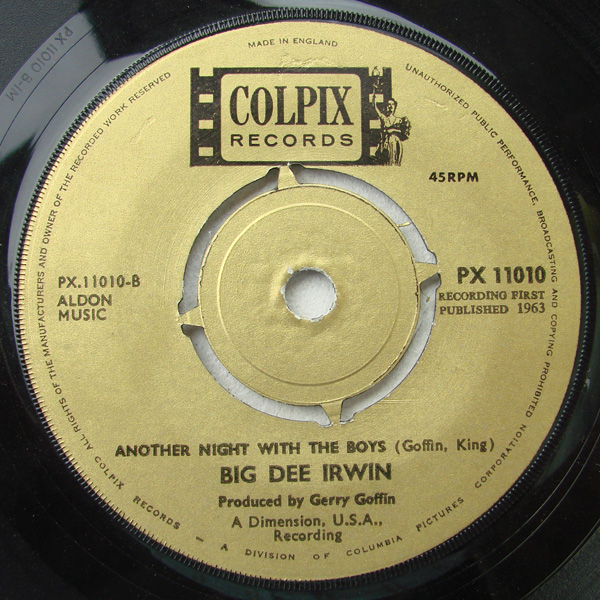 PX 11010 B-1M
MADE IN ENGLAND
COLPIX
RECORDS
45RPM
PX.11010-B
ALDON
MUSIC
PX 11010
RECORDING FIRST
PUBLISHED 1963
ANOTHER NIGHT WITH THE BOYS (Goffin, King)
BIG DEE IRWIN
Produced by Gerry Goffin
A Dimension, U.S.A.,
Recording
ALL RIGHTS OF THE MANUFACTURERS AND OWNER OF THE RECORDED WORK RESERVED
UNAUTHORIZED PUBLIC PERFORMANCE, BROADCASTING AND COPYING PROHIBITED
COLPIX RECORDS – A DIVISION OF COLUMBIA PICTURES CORPORATION